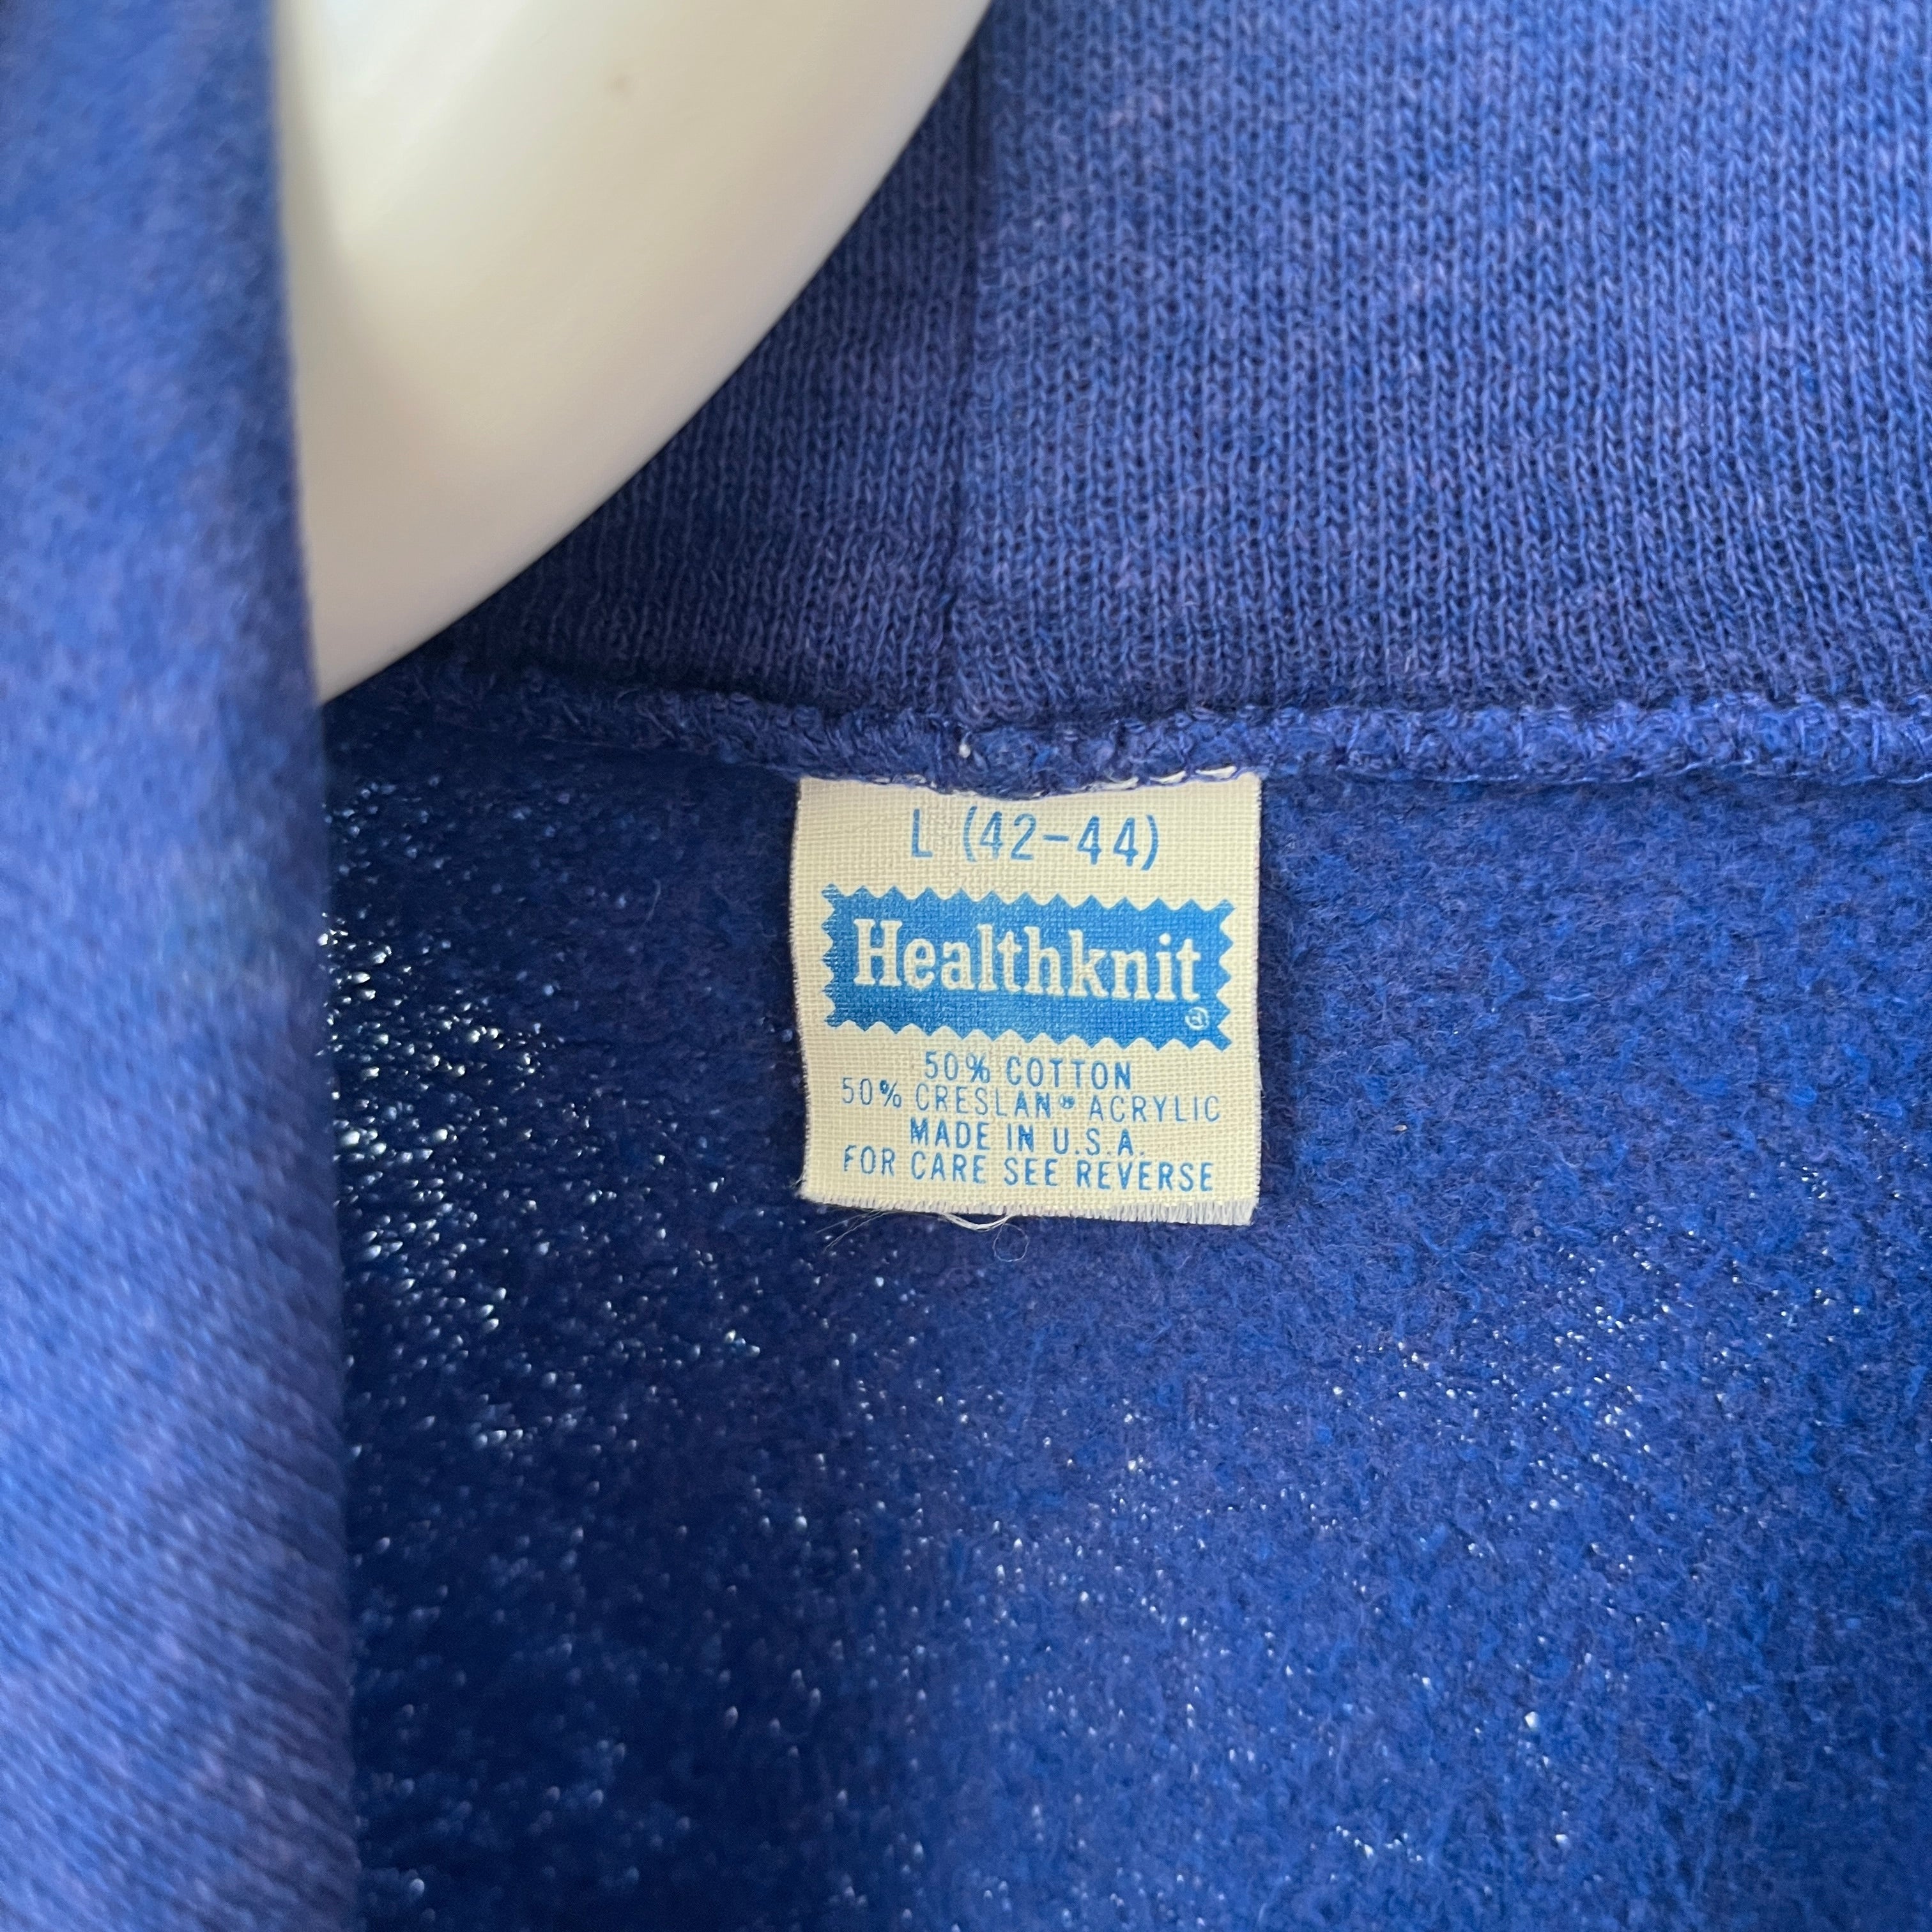 L (42-44)
Healthknit ®
50% COTTON
50% CRESLAN® ACRYLIC
MADE IN U.S.A.
FOR CARE SEE REVERSE